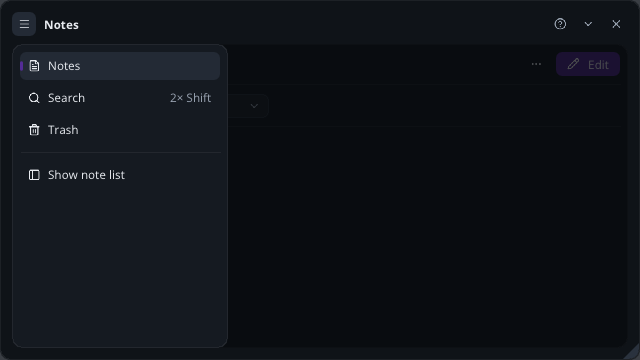 Notes
Notes
Edit
Search 2× Shift
Trash
Show note list